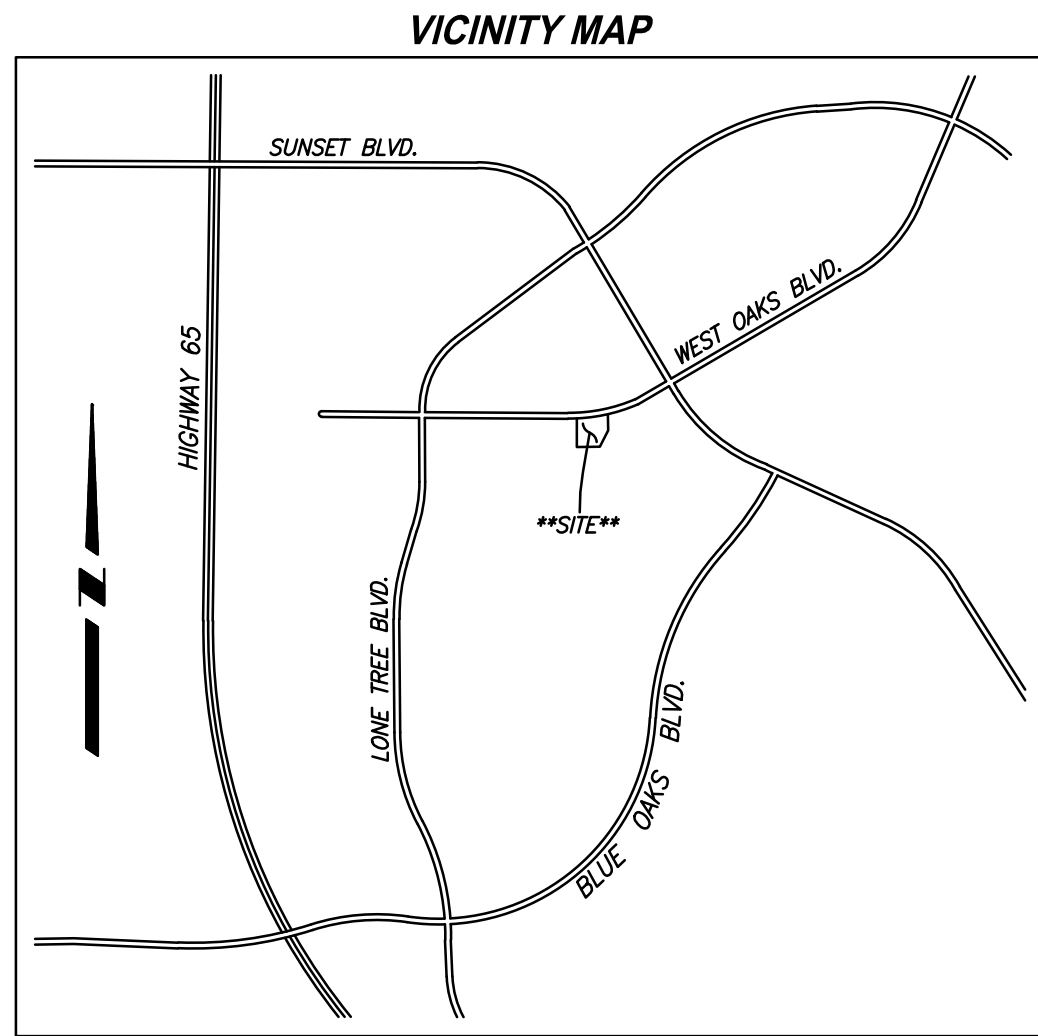 VICINITY MAP
SUNSET BLVD.
WEST OAKS BLVD.
HIGHWAY 65
**SITE**
N
LONE TREE BLVD.
BLUE OAKS BLVD.